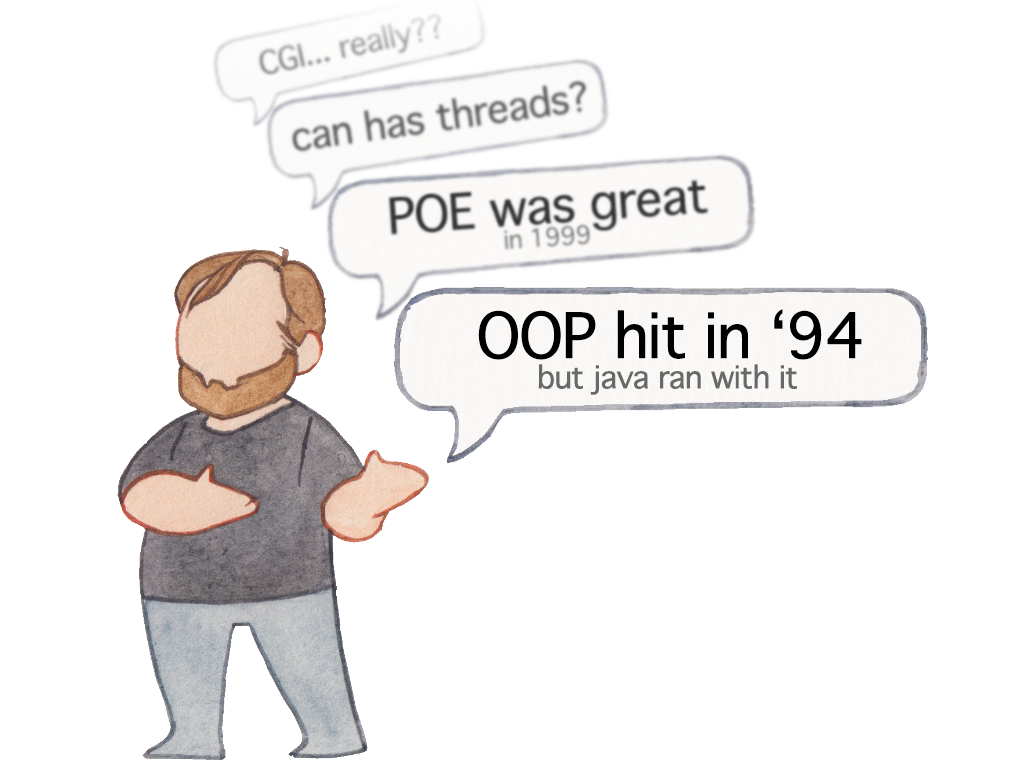 CGI... really??
can has threads?
POE was great
in 1999
OOP hit in ‘94
but java ran with it